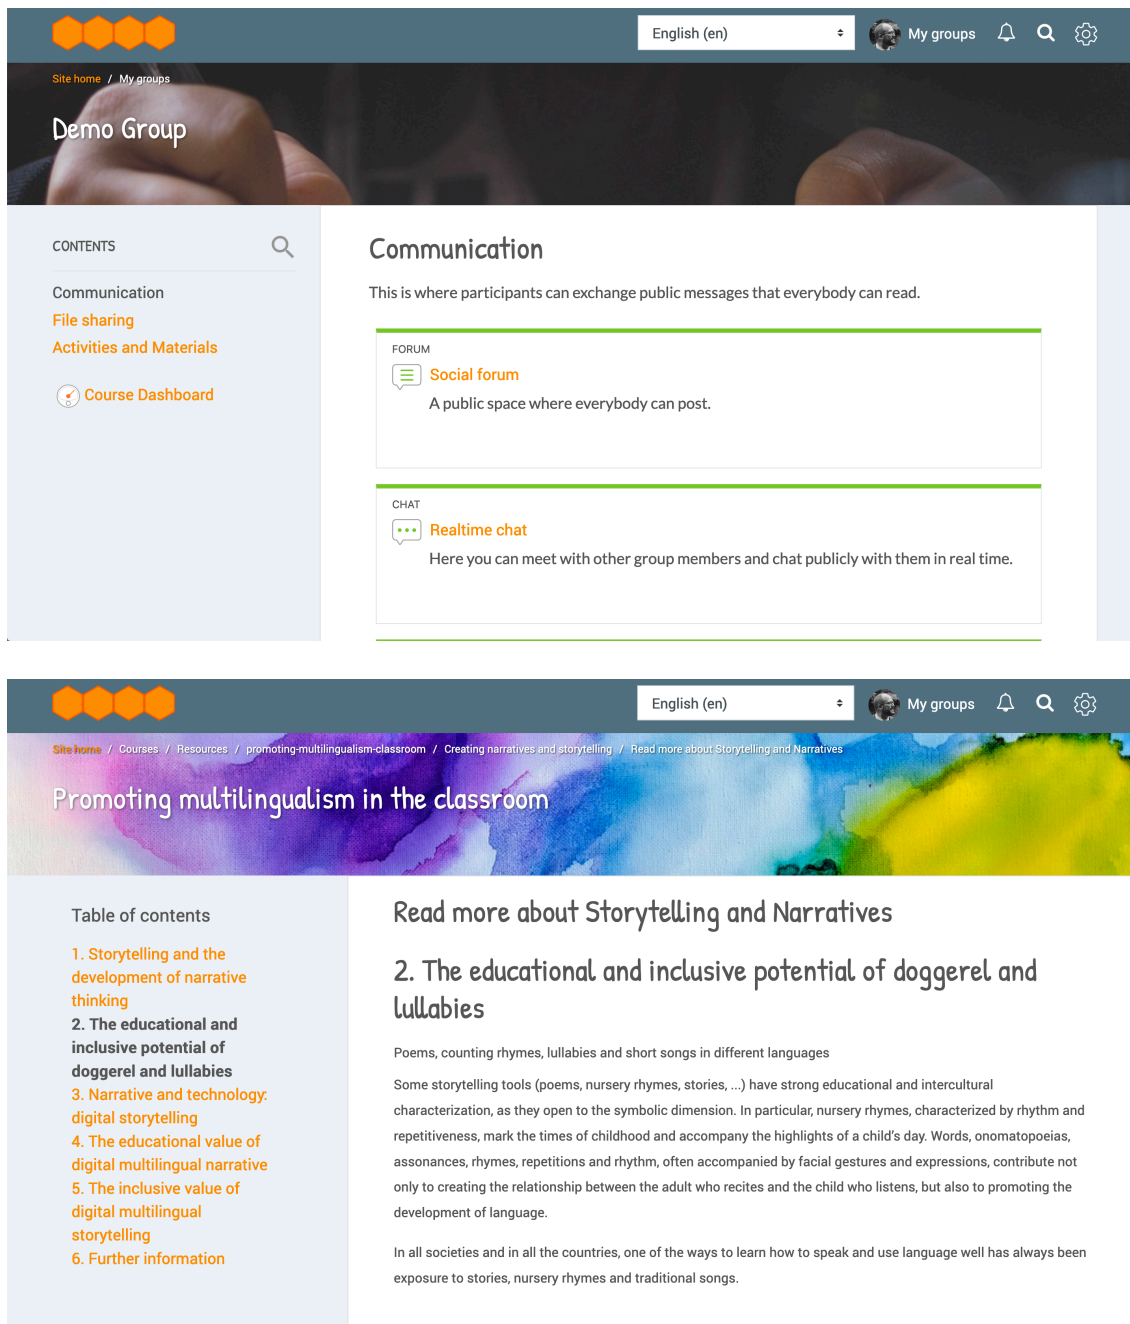 English (en)
My groups
Site home / My groups
Demo Group
CONTENTS
Communication
File sharing
Activities and Materials
Course Dashboard
Communication
This is where participants can exchange public messages that everybody can read.
FORUM
Social forum
A public space where everybody can post.
CHAT
Realtime chat
Here you can meet with other group members and chat publicly with them in real time.
English (en)
My groups
Site home / Courses / Resources / promoting-multilingualism-classroom / Creating narratives and storytelling / Read more about Storytelling and Narratives
Promoting multilingualism in the classroom
Table of contents
1. Storytelling and the
development of narrative
thinking
2. The educational and
inclusive potential of
doggerel and lullabies
3. Narrative and technology:
digital storytelling
4. The educational value of
digital multilingual narrative
5. The inclusive value of
digital multilingual
storytelling
6. Further information
Read more about Storytelling and Narratives
2. The educational and inclusive potential of doggerel and
lullabies
Poems, counting rhymes, lullabies and short songs in different languages
Some storytelling tools (poems, nursery rhymes, stories, ...) have strong educational and intercultural
characterization, as they open to the symbolic dimension. In particular, nursery rhymes, characterized by rhythm and
repetitiveness, mark the times of childhood and accompany the highlights of a child's day. Words, onomatopoeias,
assonances, rhymes, repetitions and rhythm, often accompanied by facial gestures and expressions, contribute not
only to creating the relationship between the adult who recites and the child who listens, but also to promoting the
development of language.
In all societies and in all the countries, one of the ways to learn how to speak and use language well has always been
exposure to stories, nursery rhymes and traditional songs.